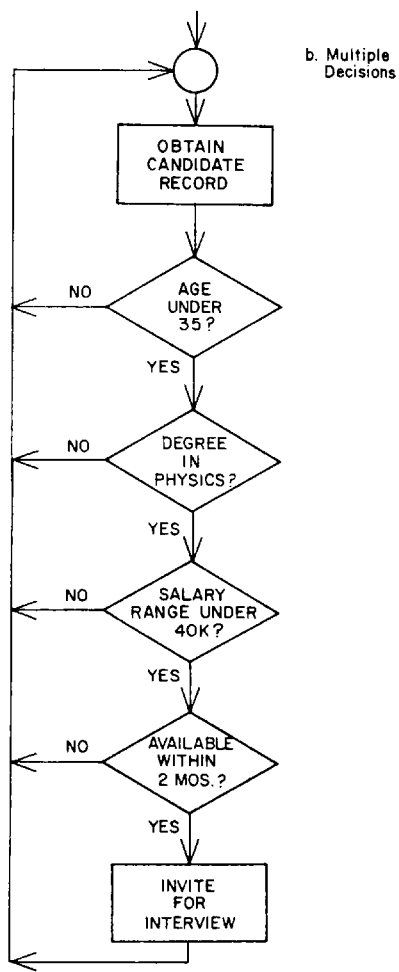 b. Multiple
Decisions
OBTAIN
CANDIDATE
RECORD
NO
AGE
UNDER
35?
YES
NO
DEGREE
IN
PHYSICS?
YES
NO
SALARY
RANGE UNDER
40K?
YES
NO
AVAILABLE
WITHIN
2 MOS.?
YES
INVITE
FOR
INTERVIEW